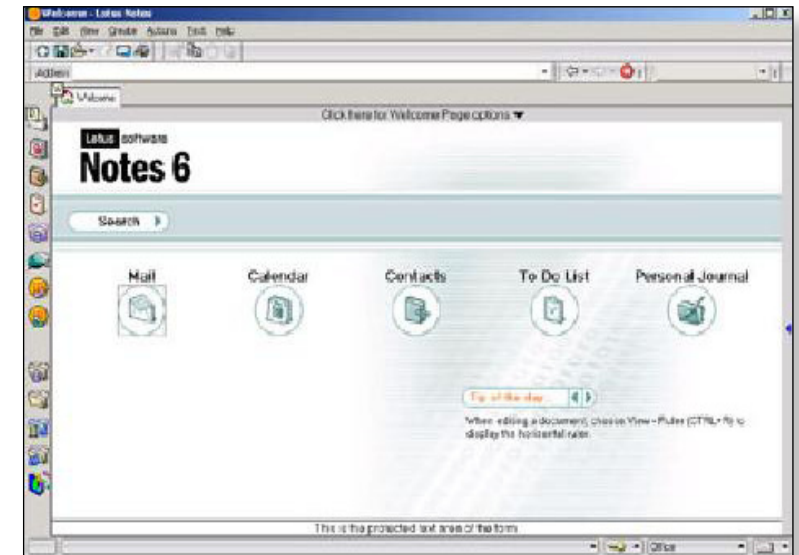 Welcome - Lotus Notes
File Edit View Create Actions Text Help
Address
Welcome
Click here for Welcome Page options
Lotus software
Notes 6
Search
Mail Calendar Contacts To Do List Personal Journal
Tip of the day...
When editing a document, choose View - Ruler (CTRL+R) to
display the horizontal ruler.
This is the protected text area of the form
Office